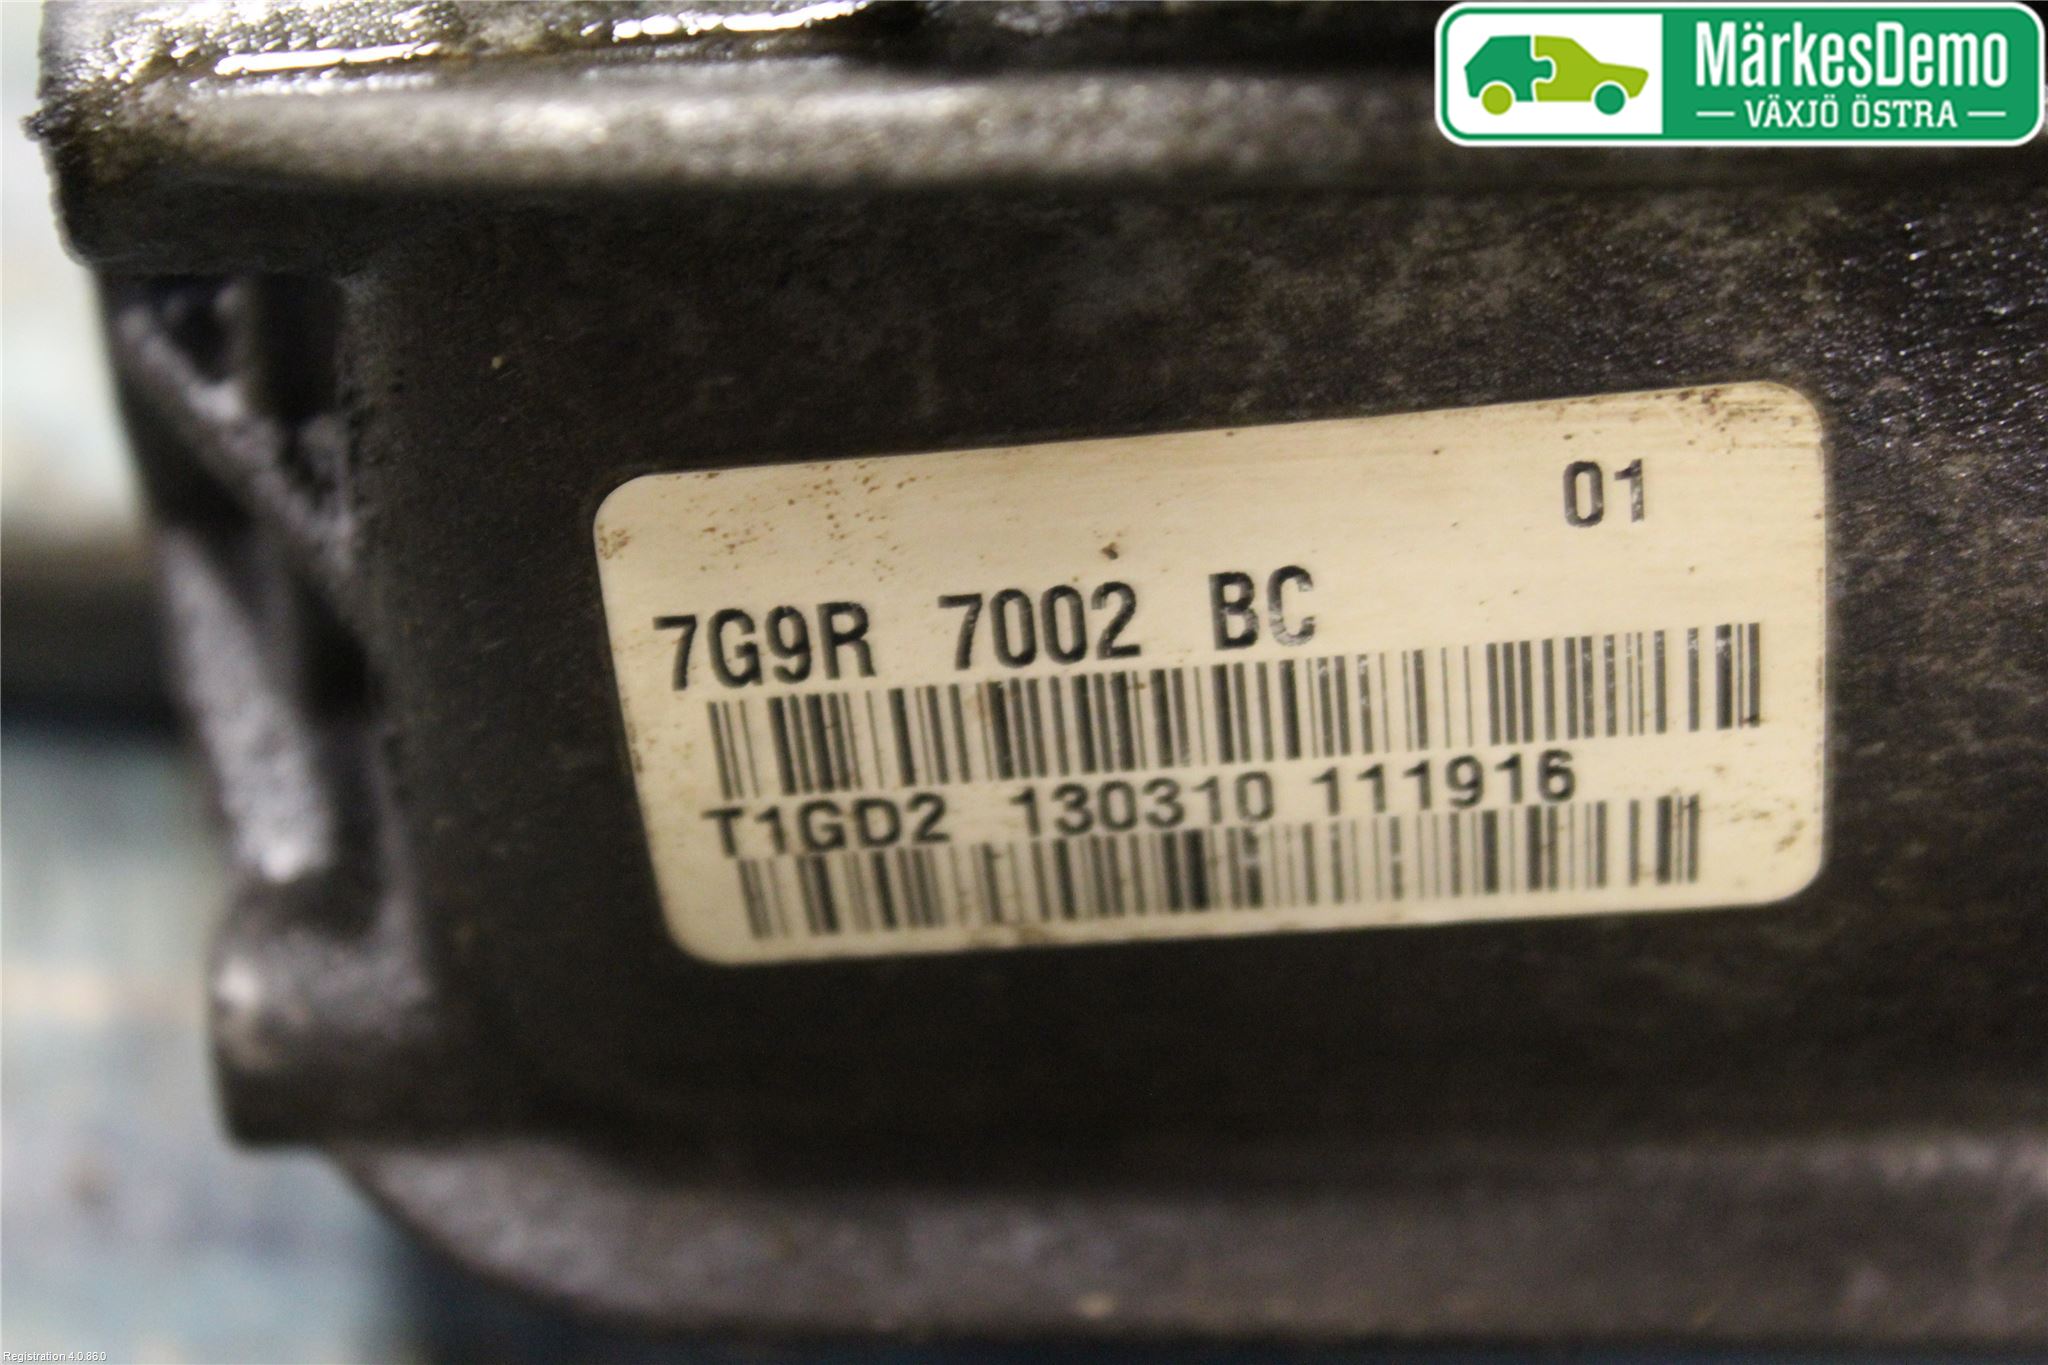 MärkesDemo
VÄXJÖ ÖSTRA
01
7G9R 7002 BC
T1GD2 130310 111916
Registration 4.0.86.0